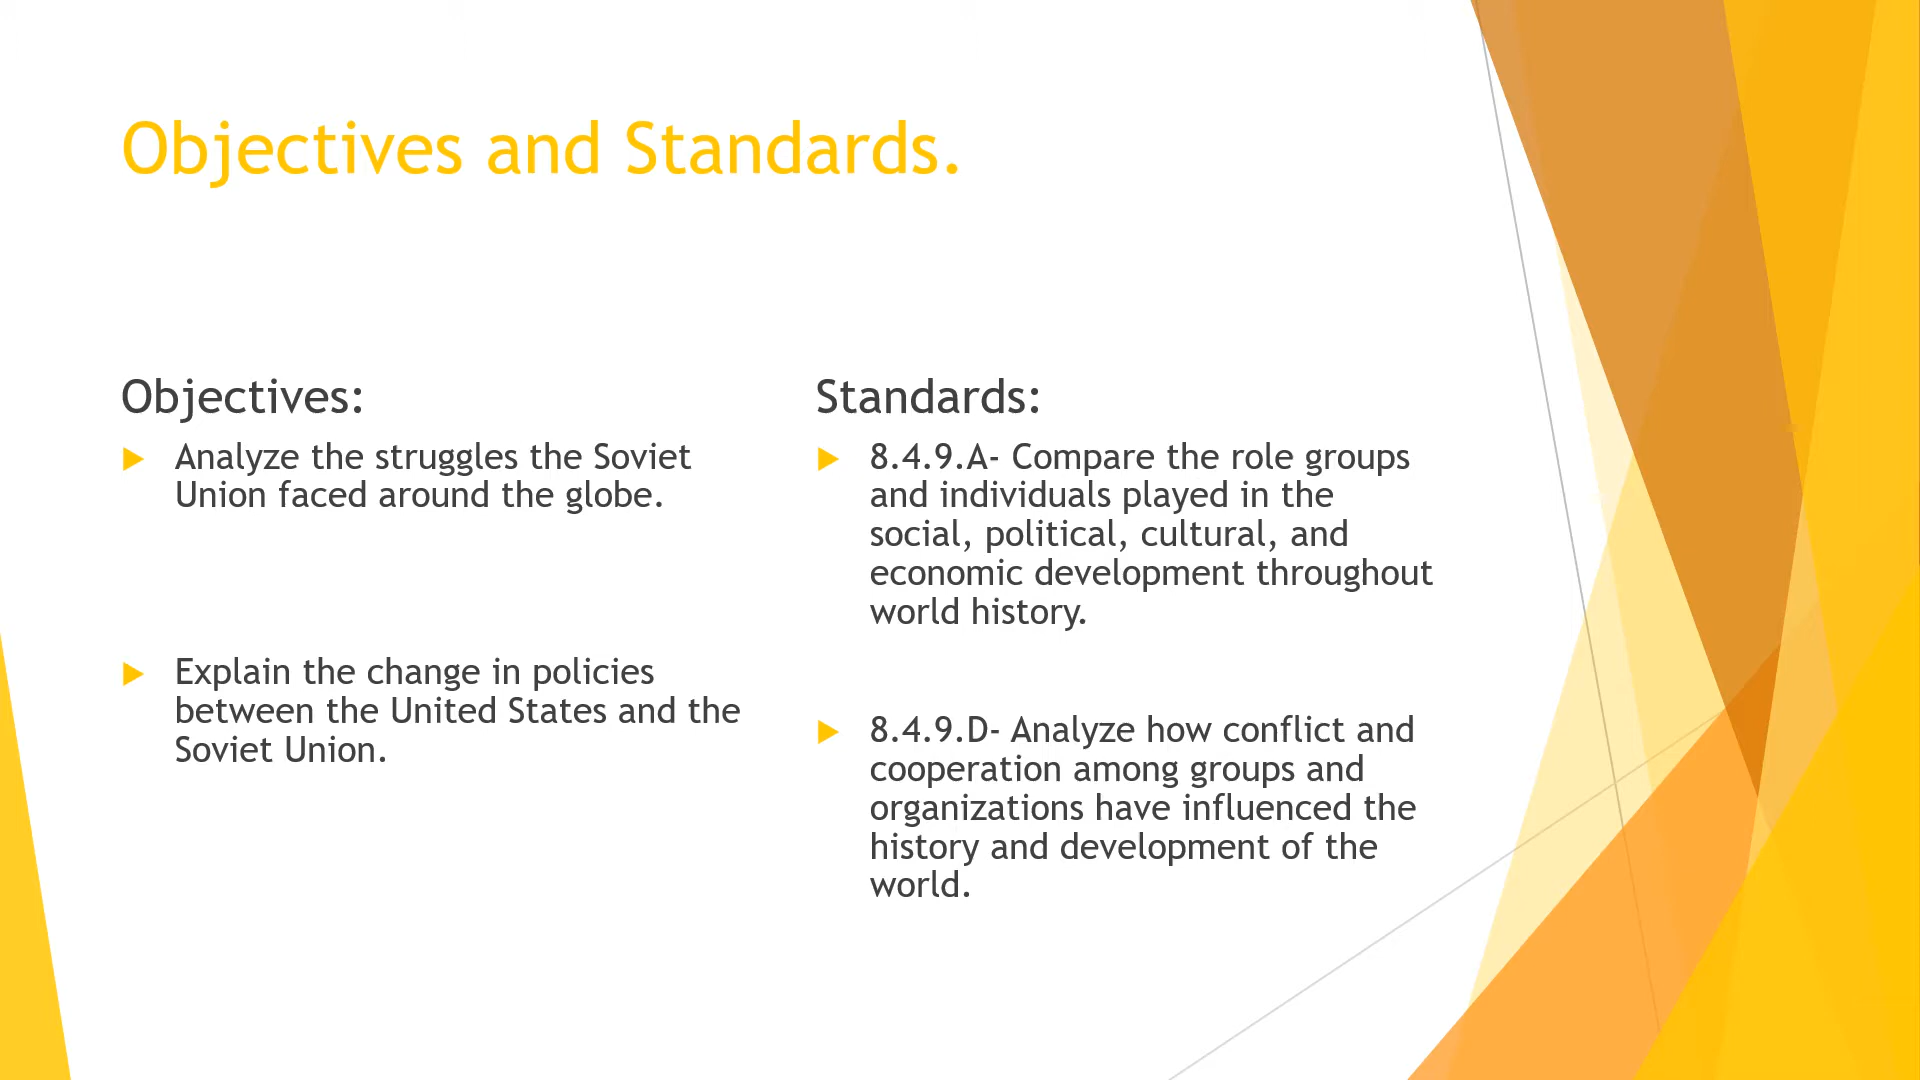 Objectives and Standards.
Objectives:
Analyze the struggles the Soviet
Union faced around the globe.
Explain the change in policies
between the United States and the
Soviet Union.
Standards:
8.4.9.A- Compare the role groups
and individuals played in the
social, political, cultural, and
economic development throughout
world history.
8.4.9.D- Analyze how conflict and
cooperation among groups and
organizations have influenced the
history and development of the
world.